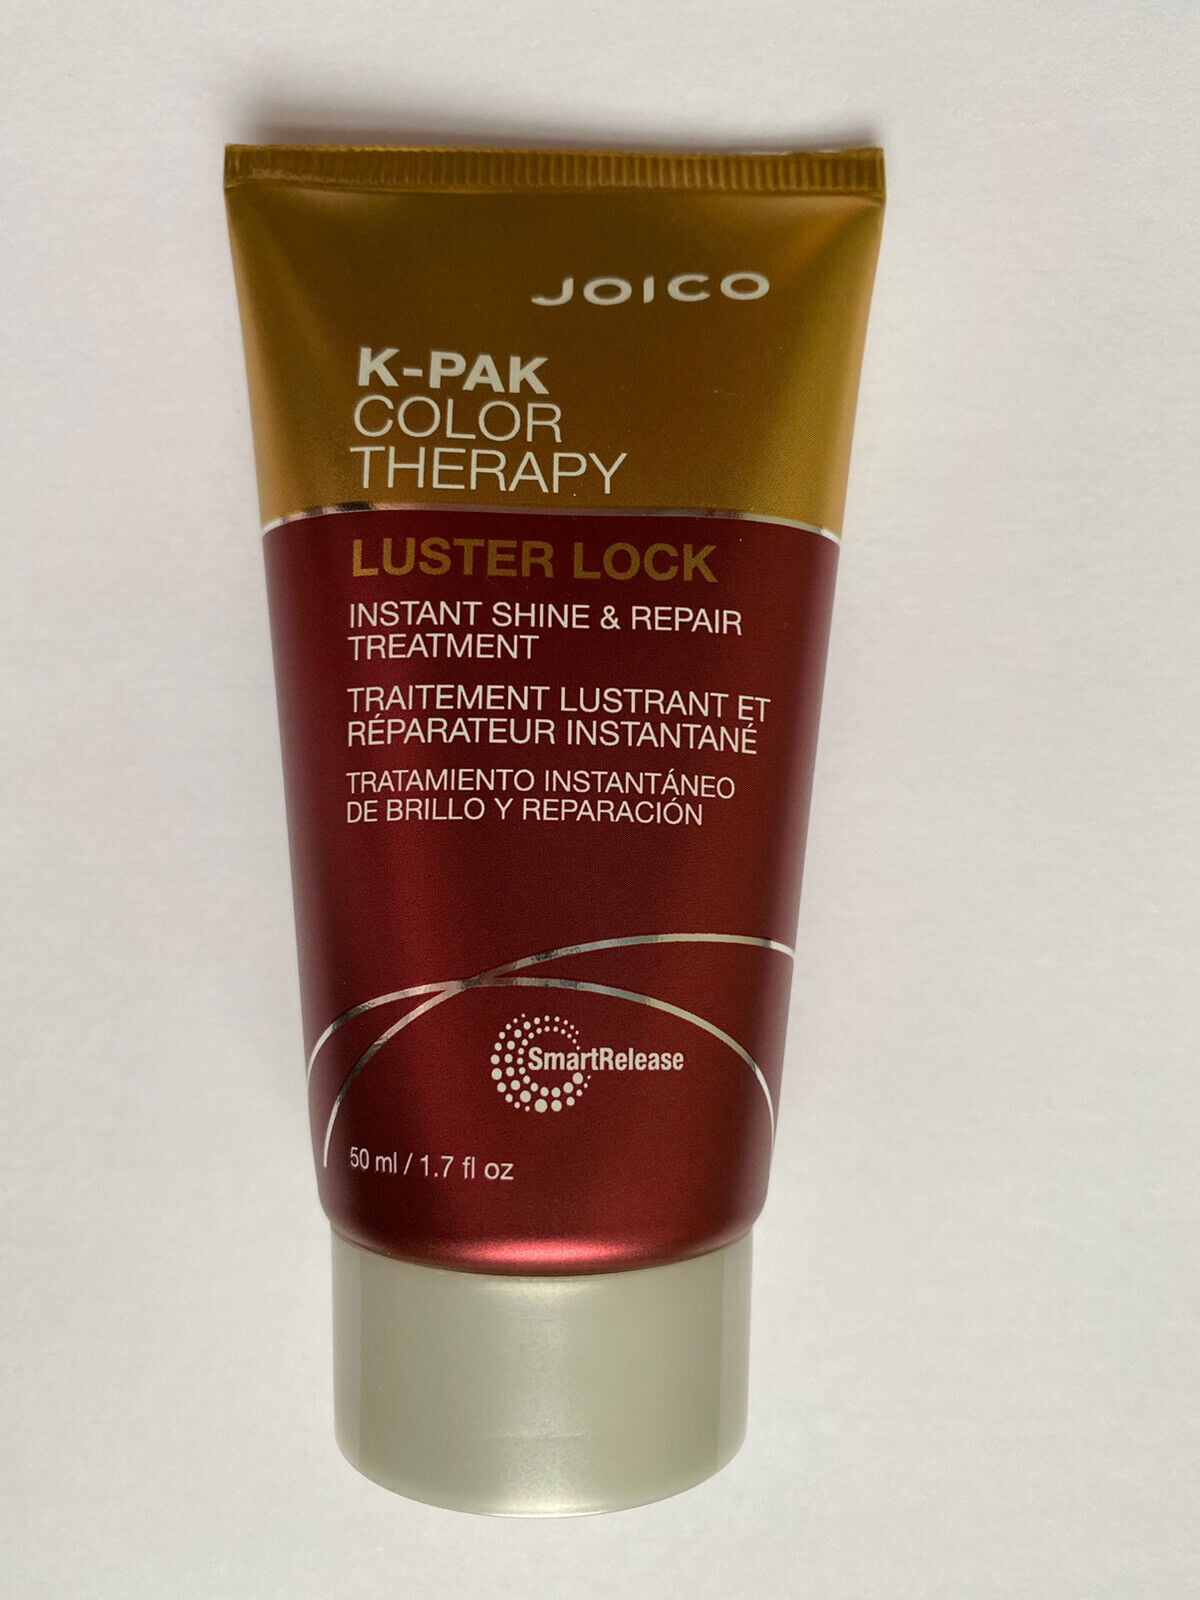 JOICO
K-PAK
COLOR
THERAPY
LUSTER LOCK
INSTANT SHINE & REPAIR
TREATMENT
TRAITEMENT LUSTRANT ET
RÉPARATEUR INSTANTANÉ
TRATAMIENTO INSTANTÁNEO
DE BRILLO Y REPARACIÓN
SmartRelease
50 ml / 1.7 fl oz